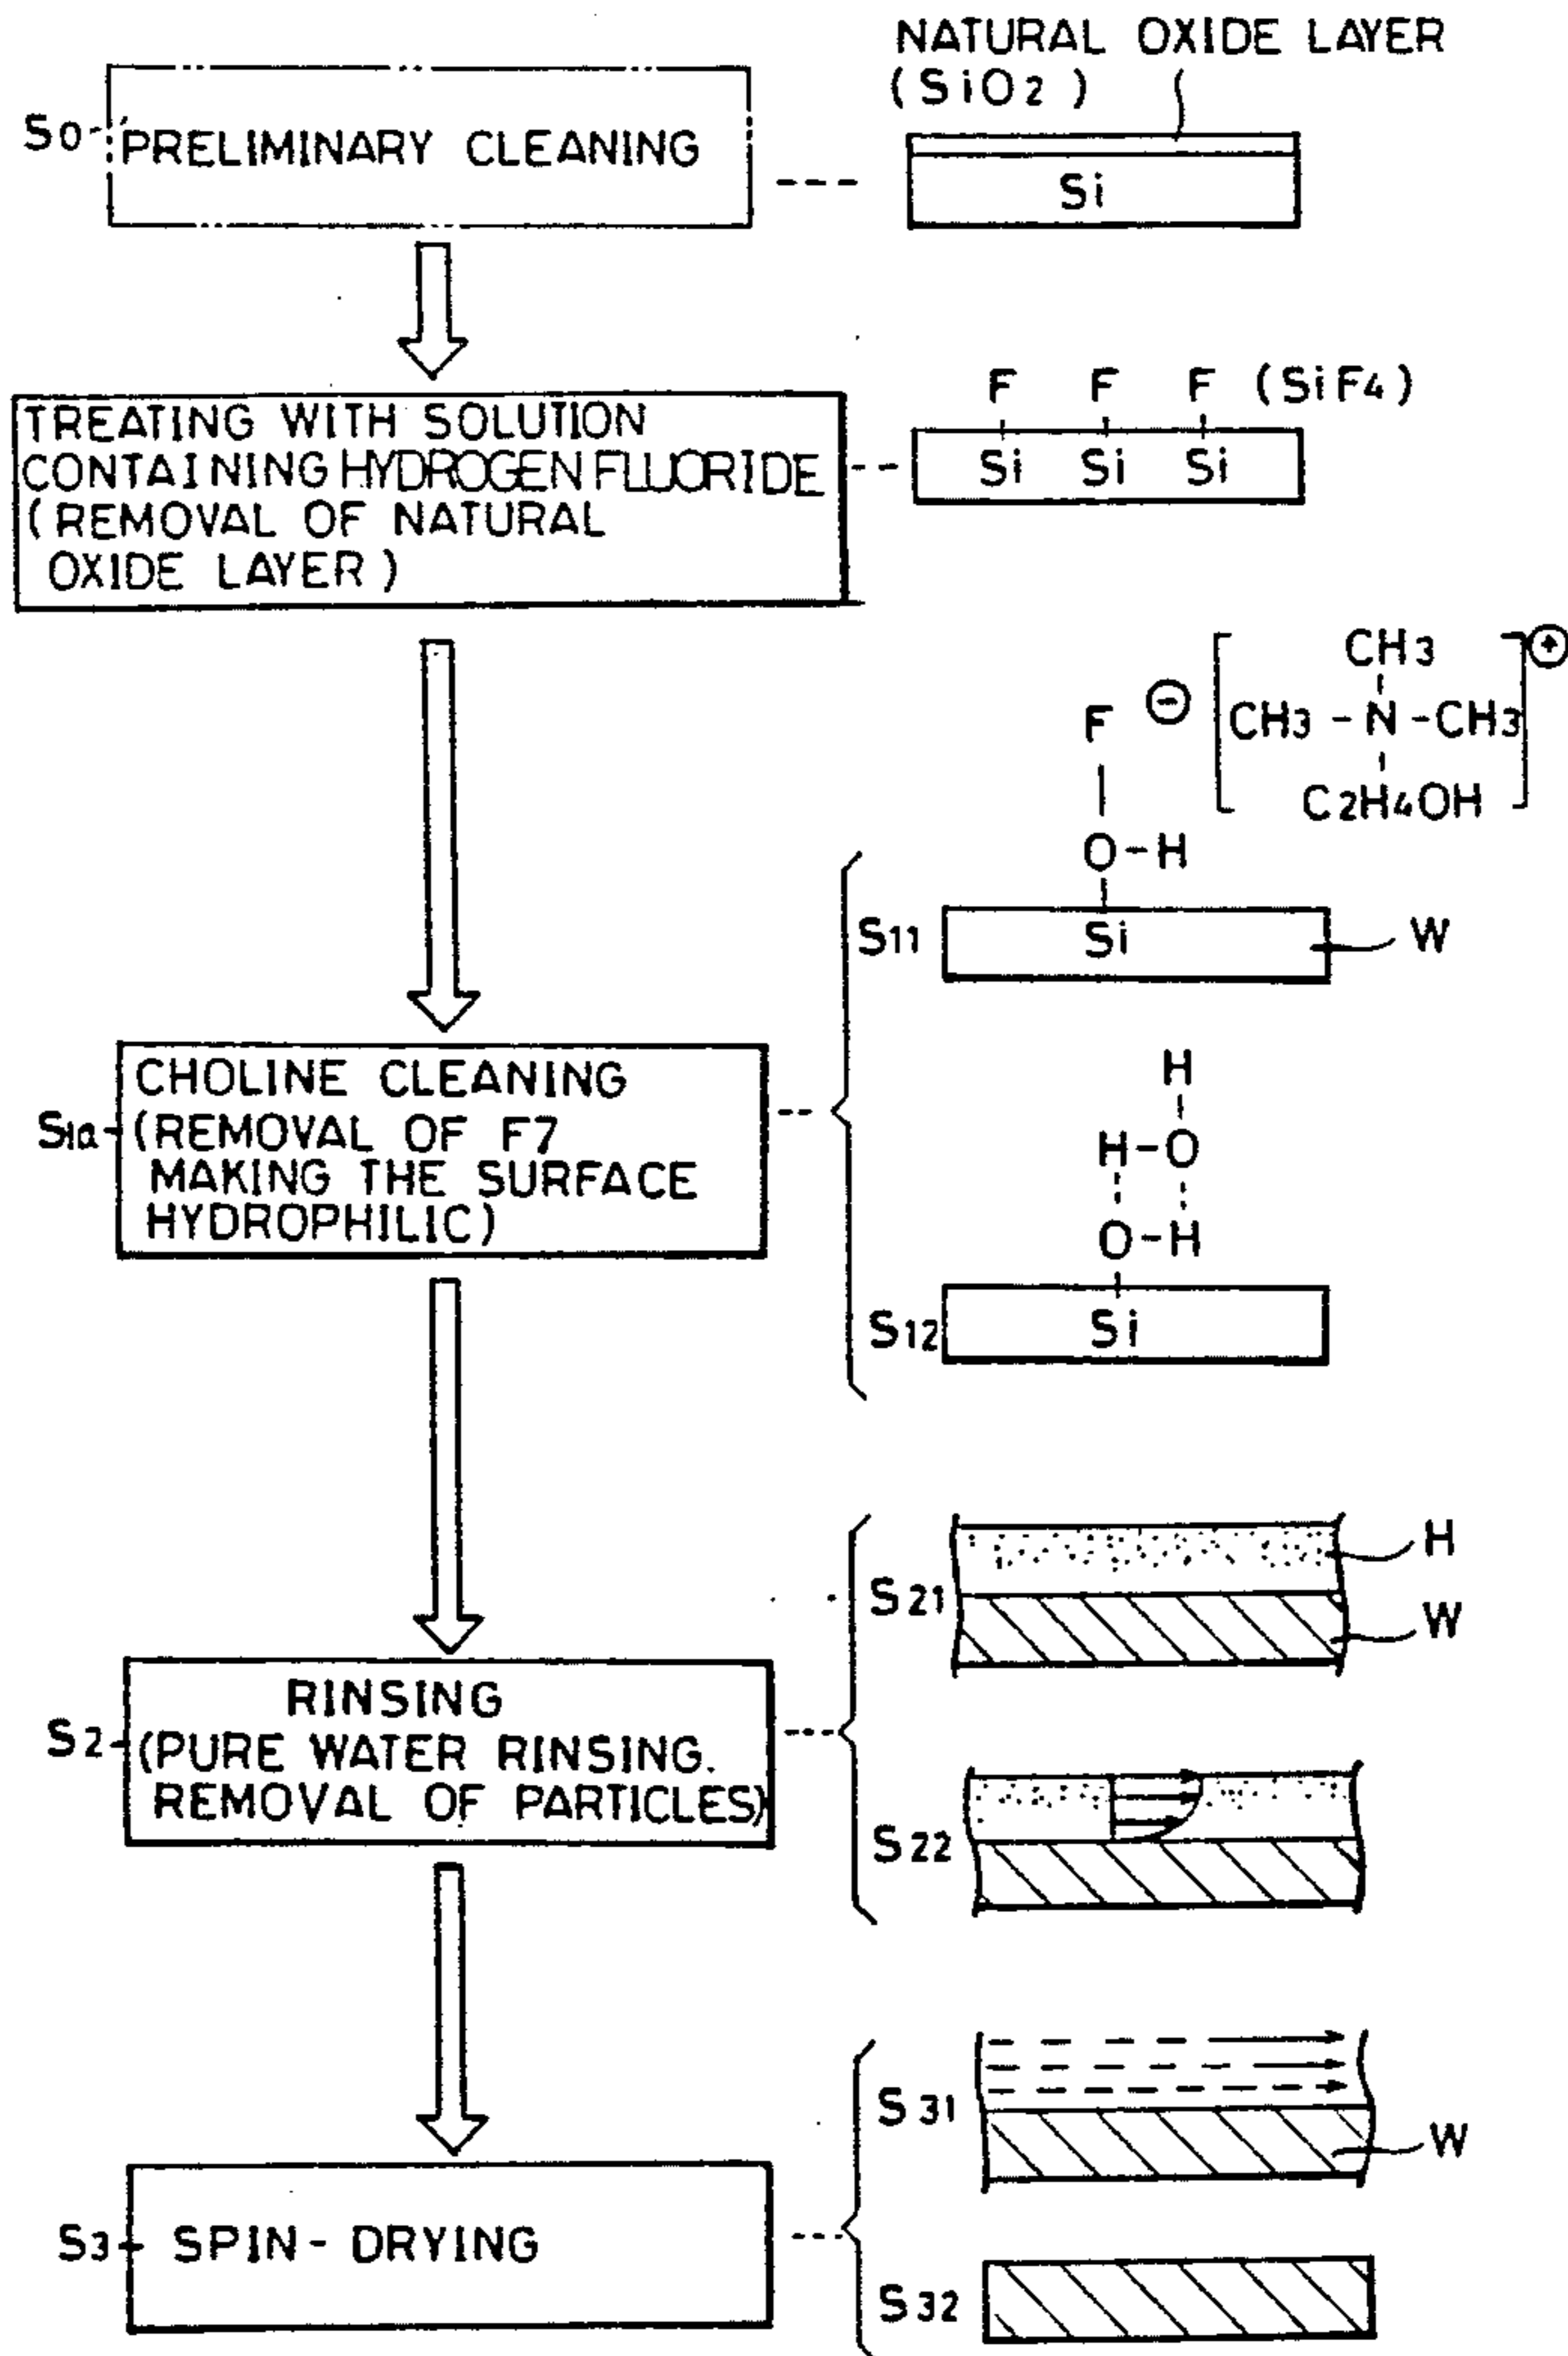 NATURAL OXIDE LAYER
(SiO2)
S0
PRELIMINARY CLEANING
Si
TREATING WITH SOLUTION
CONTAINING HYDROGEN FLUORIDE
(REMOVAL OF NATURAL
OXIDE LAYER)
F F F (SiF4)
Si Si Si
CH3
F ⊖ [CH3-N-CH3]⊕
C2H4OH
O-H
S11
Si
W
S1a
CHOLINE CLEANING
(REMOVAL OF F7
MAKING THE SURFACE
HYDROPHILIC)
H
H-O
O-H
S12
Si
S21
H
W
S2
RINSING
(PURE WATER RINSING.
REMOVAL OF PARTICLES)
S22
S31
W
S3
SPIN-DRYING
S32